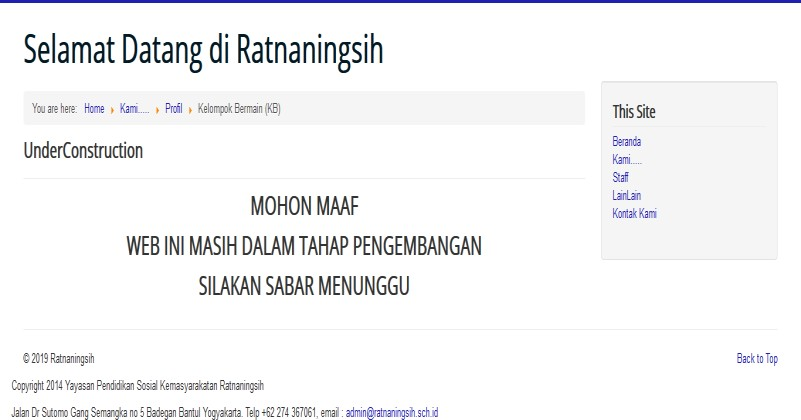 Selamat Datang di Ratnaningsih
You are here: Home Kami..... Profil Kelompok Bermain (KB)
This Site
Beranda
Kami.....
Staff
LainLain
Kontak Kami
UnderConstruction
MOHON MAAF
WEB INI MASIH DALAM TAHAP PENGEMBANGAN
SILAKAN SABAR MENUNGGU
© 2019 Ratnaningsih
Back to Top
Copyright 2014 Yayasan Pendidikan Sosial Kemasyarakatan Ratnaningsih
Jalan Dr Sutomo Gang Semangka no 5 Badegan Bantul Yogyakarta. Telp +62 274 367061, email : admin@ratnaningsih.sch.id